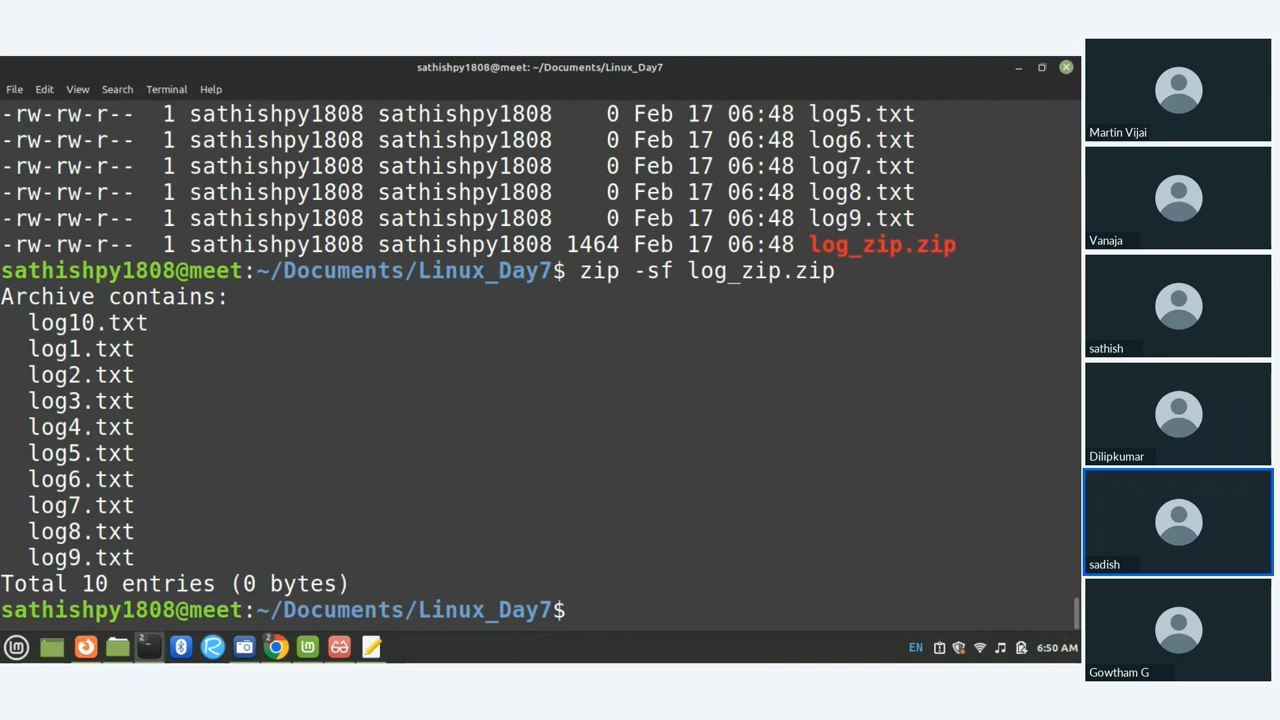 sathishpy1808@meet: ~/Documents/Linux_Day7
File Edit View Search Terminal Help
-rw-rw-r-- 1 sathishpy1808 sathishpy1808 0 Feb 17 06:48 log5.txt
-rw-rw-r-- 1 sathishpy1808 sathishpy1808 0 Feb 17 06:48 log6.txt
-rw-rw-r-- 1 sathishpy1808 sathishpy1808 0 Feb 17 06:48 log7.txt
-rw-rw-r-- 1 sathishpy1808 sathishpy1808 0 Feb 17 06:48 log8.txt
-rw-rw-r-- 1 sathishpy1808 sathishpy1808 0 Feb 17 06:48 log9.txt
-rw-rw-r-- 1 sathishpy1808 sathishpy1808 1464 Feb 17 06:48 log_zip.zip
sathishpy1808@meet:~/Documents/Linux_Day7$ zip -sf log_zip.zip
Archive contains:
log10.txt
log1.txt
log2.txt
log3.txt
log4.txt
log5.txt
log6.txt
log7.txt
log8.txt
log9.txt
Total 10 entries (0 bytes)
sathishpy1808@meet:~/Documents/Linux_Day7$
2
2
EN 6:50 AM
Martin Vijai
Vanaja
sathish
Dilipkumar
sadish
Gowtham G